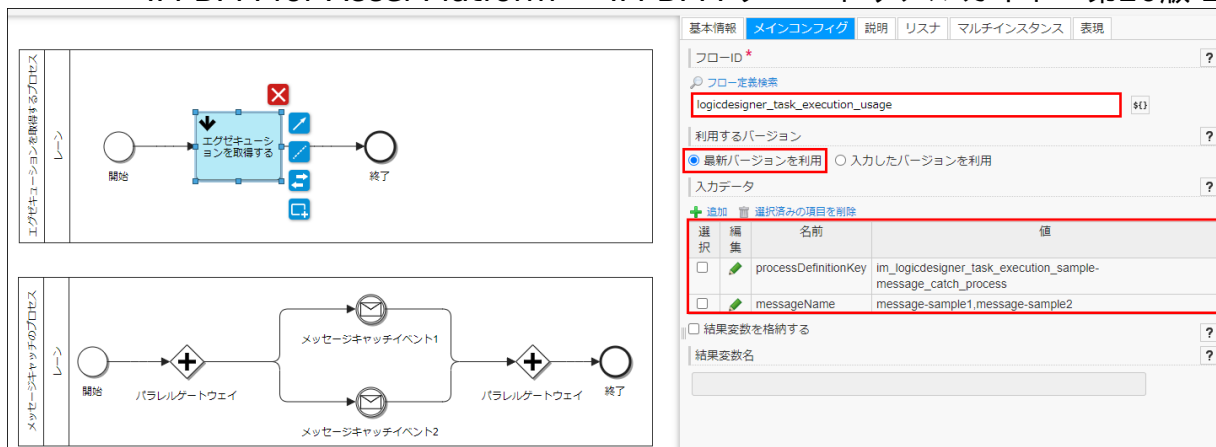 エグゼキューションを取得するプロセス
レーン
開始
エグゼキューシ
ョンを取得する
終了
メッセージキャッチのプロセス
レーン
開始
パラレルゲートウェイ
メッセージキャッチイベント1
メッセージキャッチイベント2
パラレルゲートウェイ
終了
基本情報 メインコンフィグ 説明 リスナ マルチインスタンス 表現
フローID * ?
フロー定義検索
logicdesigner_task_execution_usage ${}
利用するバージョン ?
最新バージョンを利用 入力したバージョンを利用
入力データ ?
追加 選択済みの項目を削除
選択 編集 名前 値
processDefinitionKey im_logicdesigner_task_execution_sample-
message_catch_process
messageName message-sample1,message-sample2
結果変数を格納する ?
結果変数名 ?